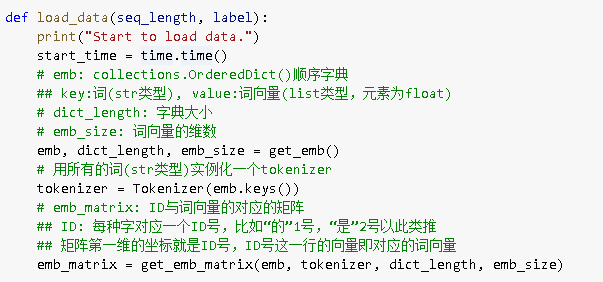 def load_data(seq_length, label):
    print("Start to load data.")
    start_time = time.time()
    # emb: collections.OrderedDict()顺序字典
    ## key:词(str类型), value:词向量(list类型，元素为float)
    # dict_length: 字典大小
    # emb_size: 词向量的维数
    emb, dict_length, emb_size = get_emb()
    # 用所有的词(str类型)实例化一个tokenizer
    tokenizer = Tokenizer(emb.keys())
    # emb_matrix: ID与词向量的对应的矩阵
    ## ID: 每种字对应一个ID号，比如“的”1号，“是”2号以此类推
    ## 矩阵第一维的坐标就是ID号，ID号这一行的向量即对应的词向量
    emb_matrix = get_emb_matrix(emb, tokenizer, dict_length, emb_size)